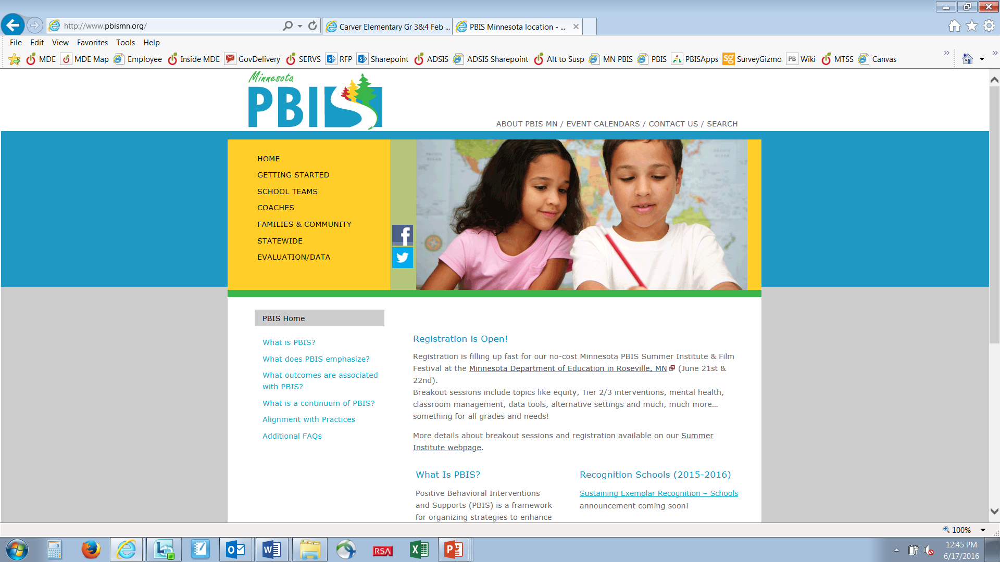 http://www.pbismn.org/
Carver Elementary Gr 3&4 Feb ...
PBIS Minnesota location - ...
File Edit View Favorites Tools Help
MDE MDE Map Employee Inside MDE GovDelivery SERVS RFP Sharepoint ADSIS ADSIS Sharepoint Alt to Susp MN PBIS PBIS PBISApps SurveyGizmo PB Wiki MTSS Canvas
Minnesota
PBIS
ABOUT PBIS MN / EVENT CALENDARS / CONTACT US / SEARCH
HOME
GETTING STARTED
SCHOOL TEAMS
COACHES
FAMILIES & COMMUNITY
STATEWIDE
EVALUATION/DATA
PBIS Home
What is PBIS?
What does PBIS emphasize?
What outcomes are associated
with PBIS?
What is a continuum of PBIS?
Alignment with Practices
Additional FAQs
Registration is Open!
Registration is filling up fast for our no-cost Minnesota PBIS Summer Institute & Film
Festival at the Minnesota Department of Education in Roseville, MN (June 21st &
22nd).
Breakout sessions include topics like equity, Tier 2/3 interventions, mental health,
classroom management, data tools, alternative settings and much, much more...
something for all grades and needs!
More details about breakout sessions and registration available on our Summer
Institute webpage.
What Is PBIS?
Positive Behavioral Interventions
and Supports (PBIS) is a framework
for organizing strategies to enhance
Recognition Schools (2015-2016)
Sustaining Exemplar Recognition – Schools
announcement coming soon!
100%
RSA
12:45 PM
6/17/2016